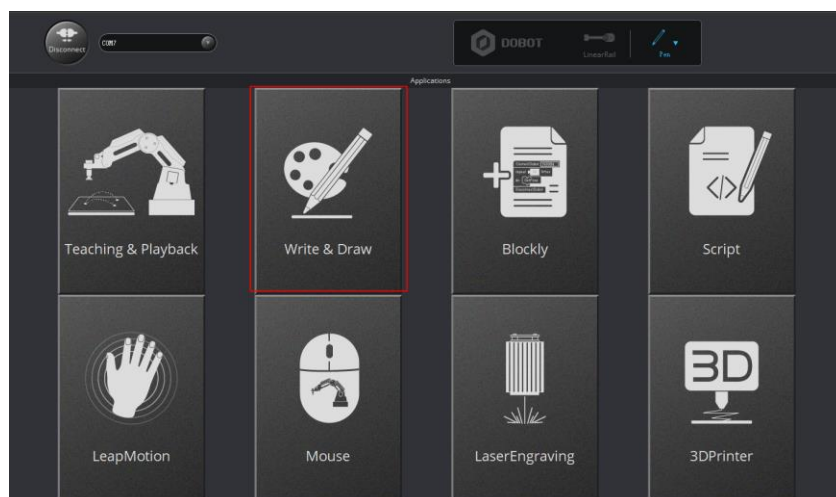 Disconnect
COM7
DOBOT
LinearRail
Pen
Applications
Teaching & Playback
Write & Draw
Blockly
Script
LeapMotion
Mouse
3D
LaserEngraving
3DPrinter